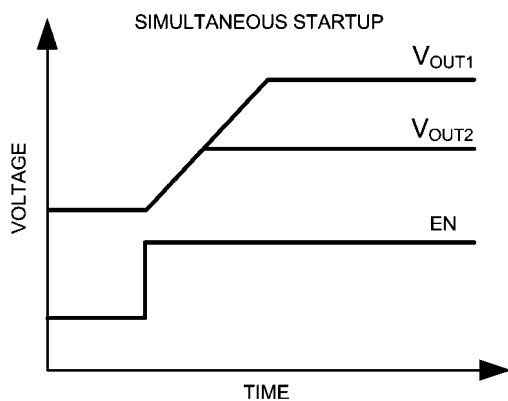 SIMULTANEOUS STARTUP
VOUT1
VOUT2
VOLTAGE
EN
TIME